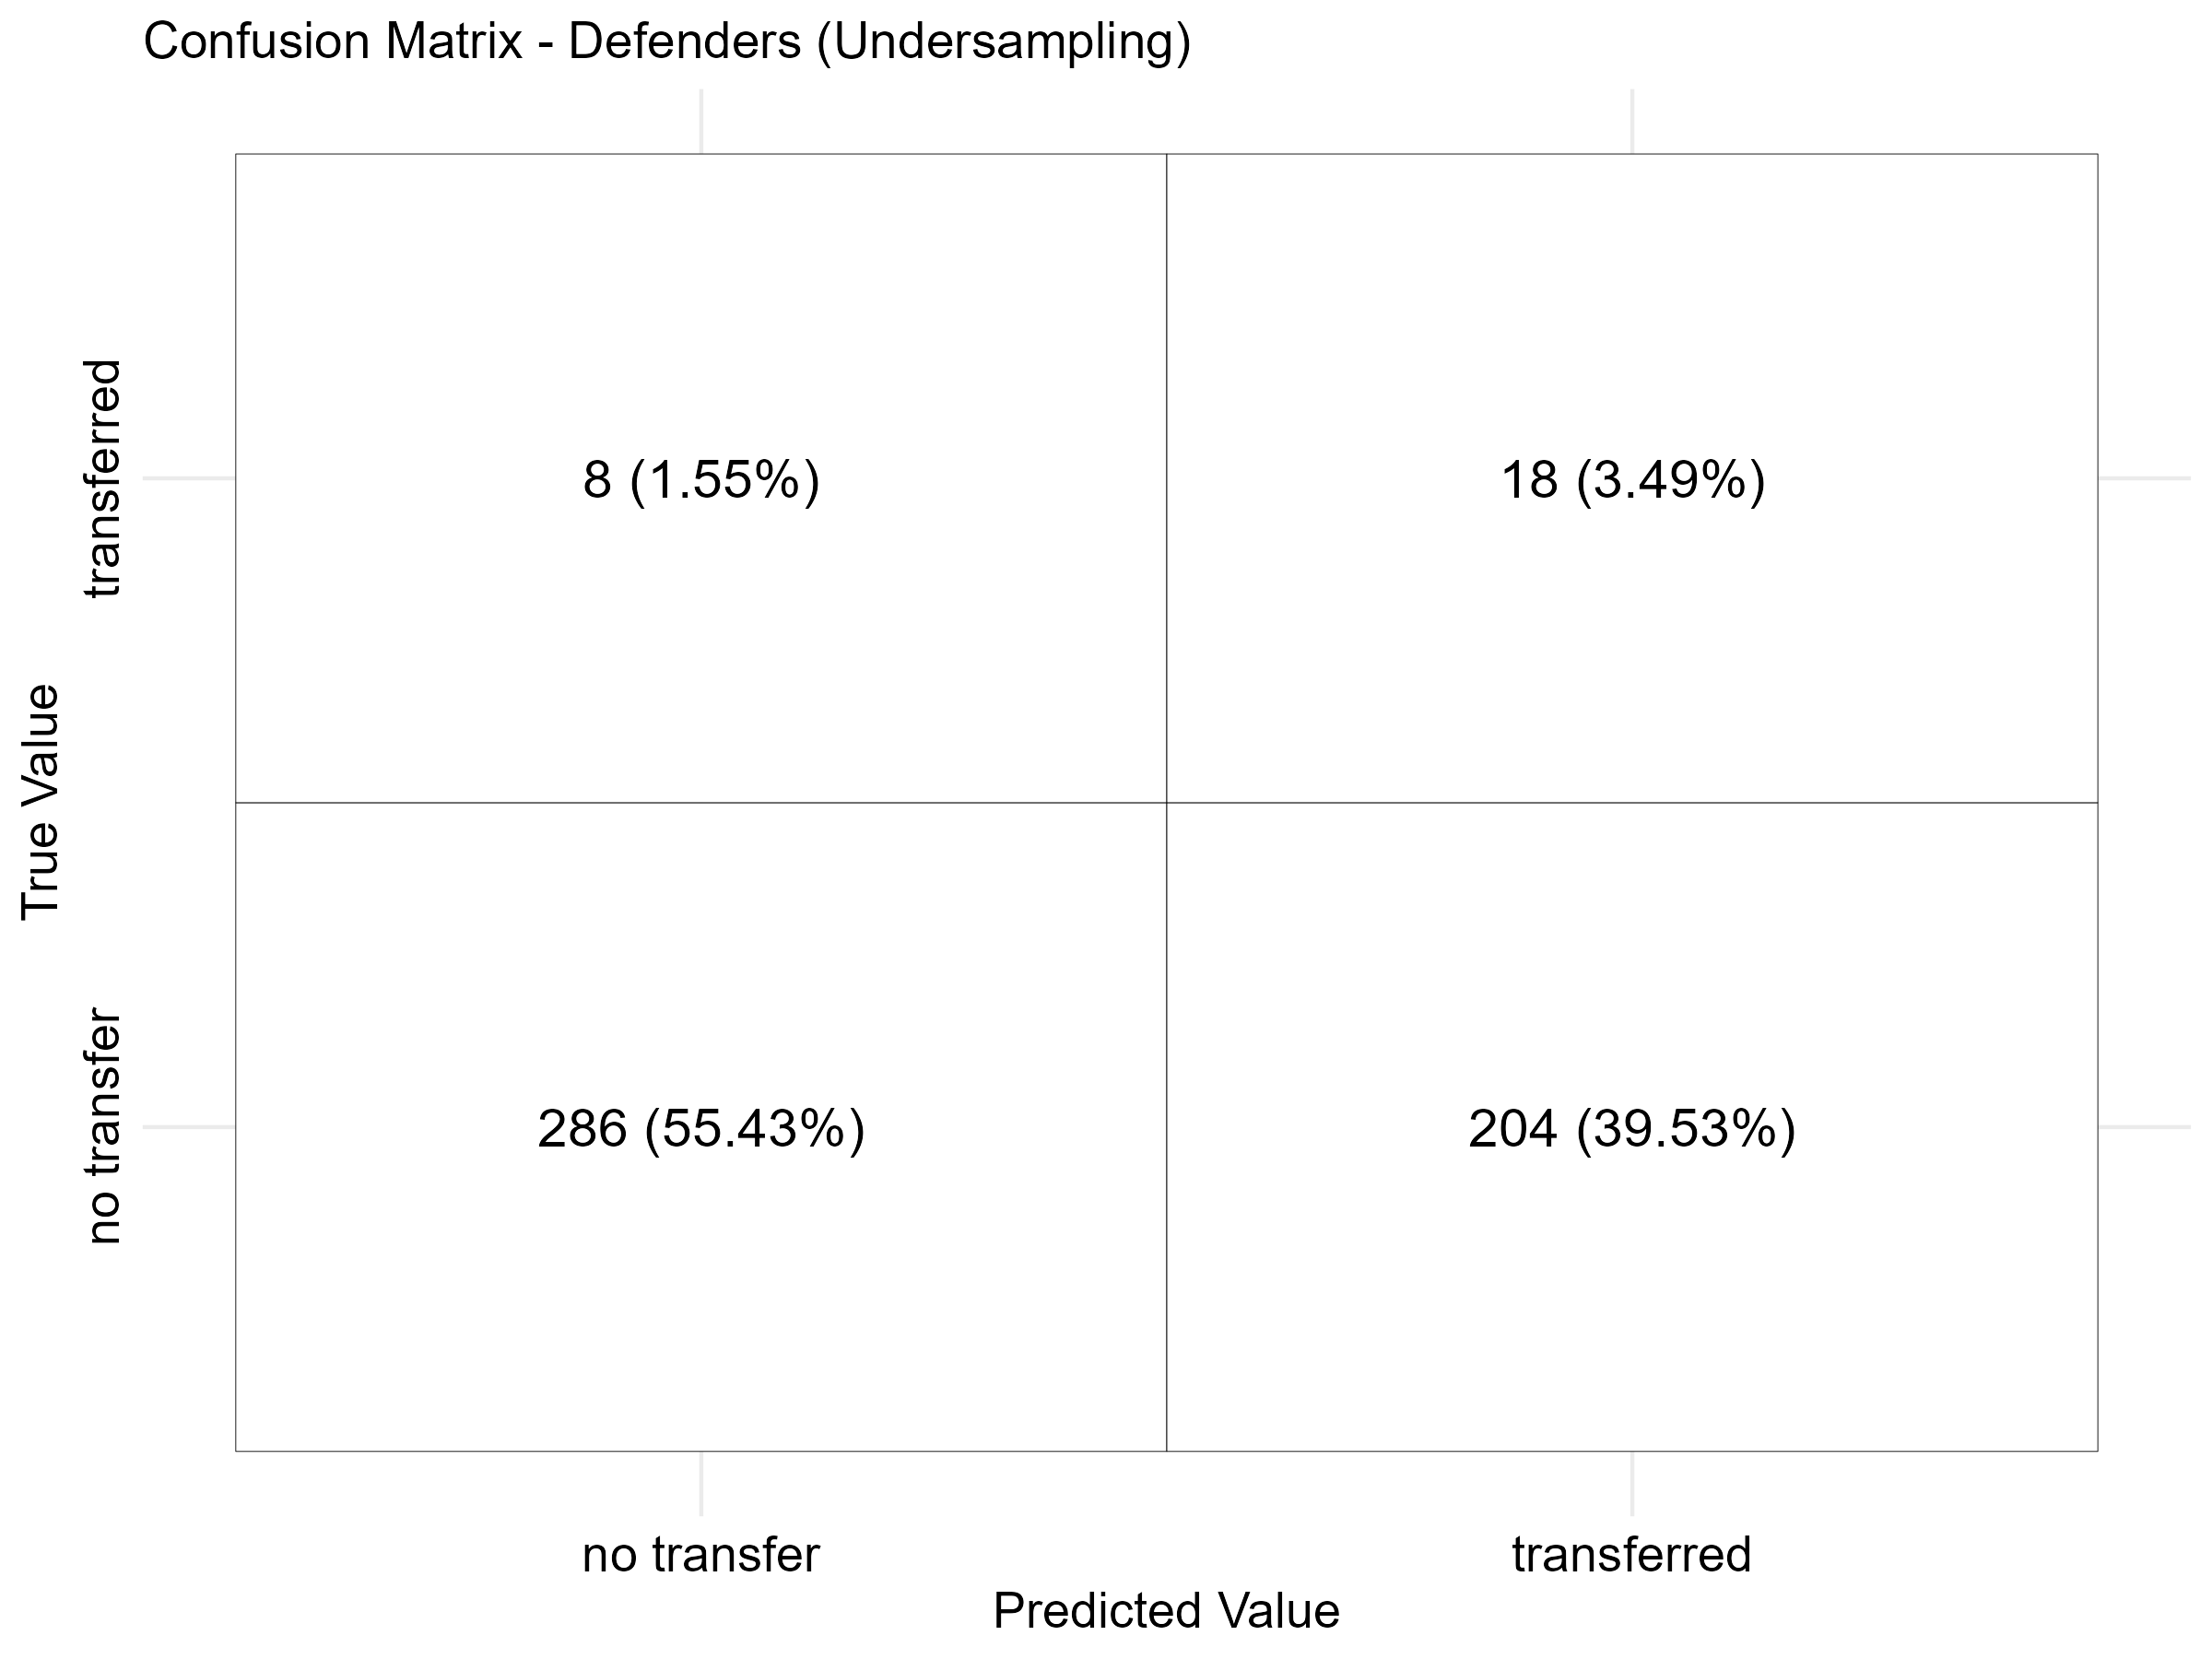 Confusion Matrix - Defenders (Undersampling)
True Value
transferred
8 (1.55%)
18 (3.49%)
no transfer
286 (55.43%)
204 (39.53%)
no transfer
transferred
Predicted Value